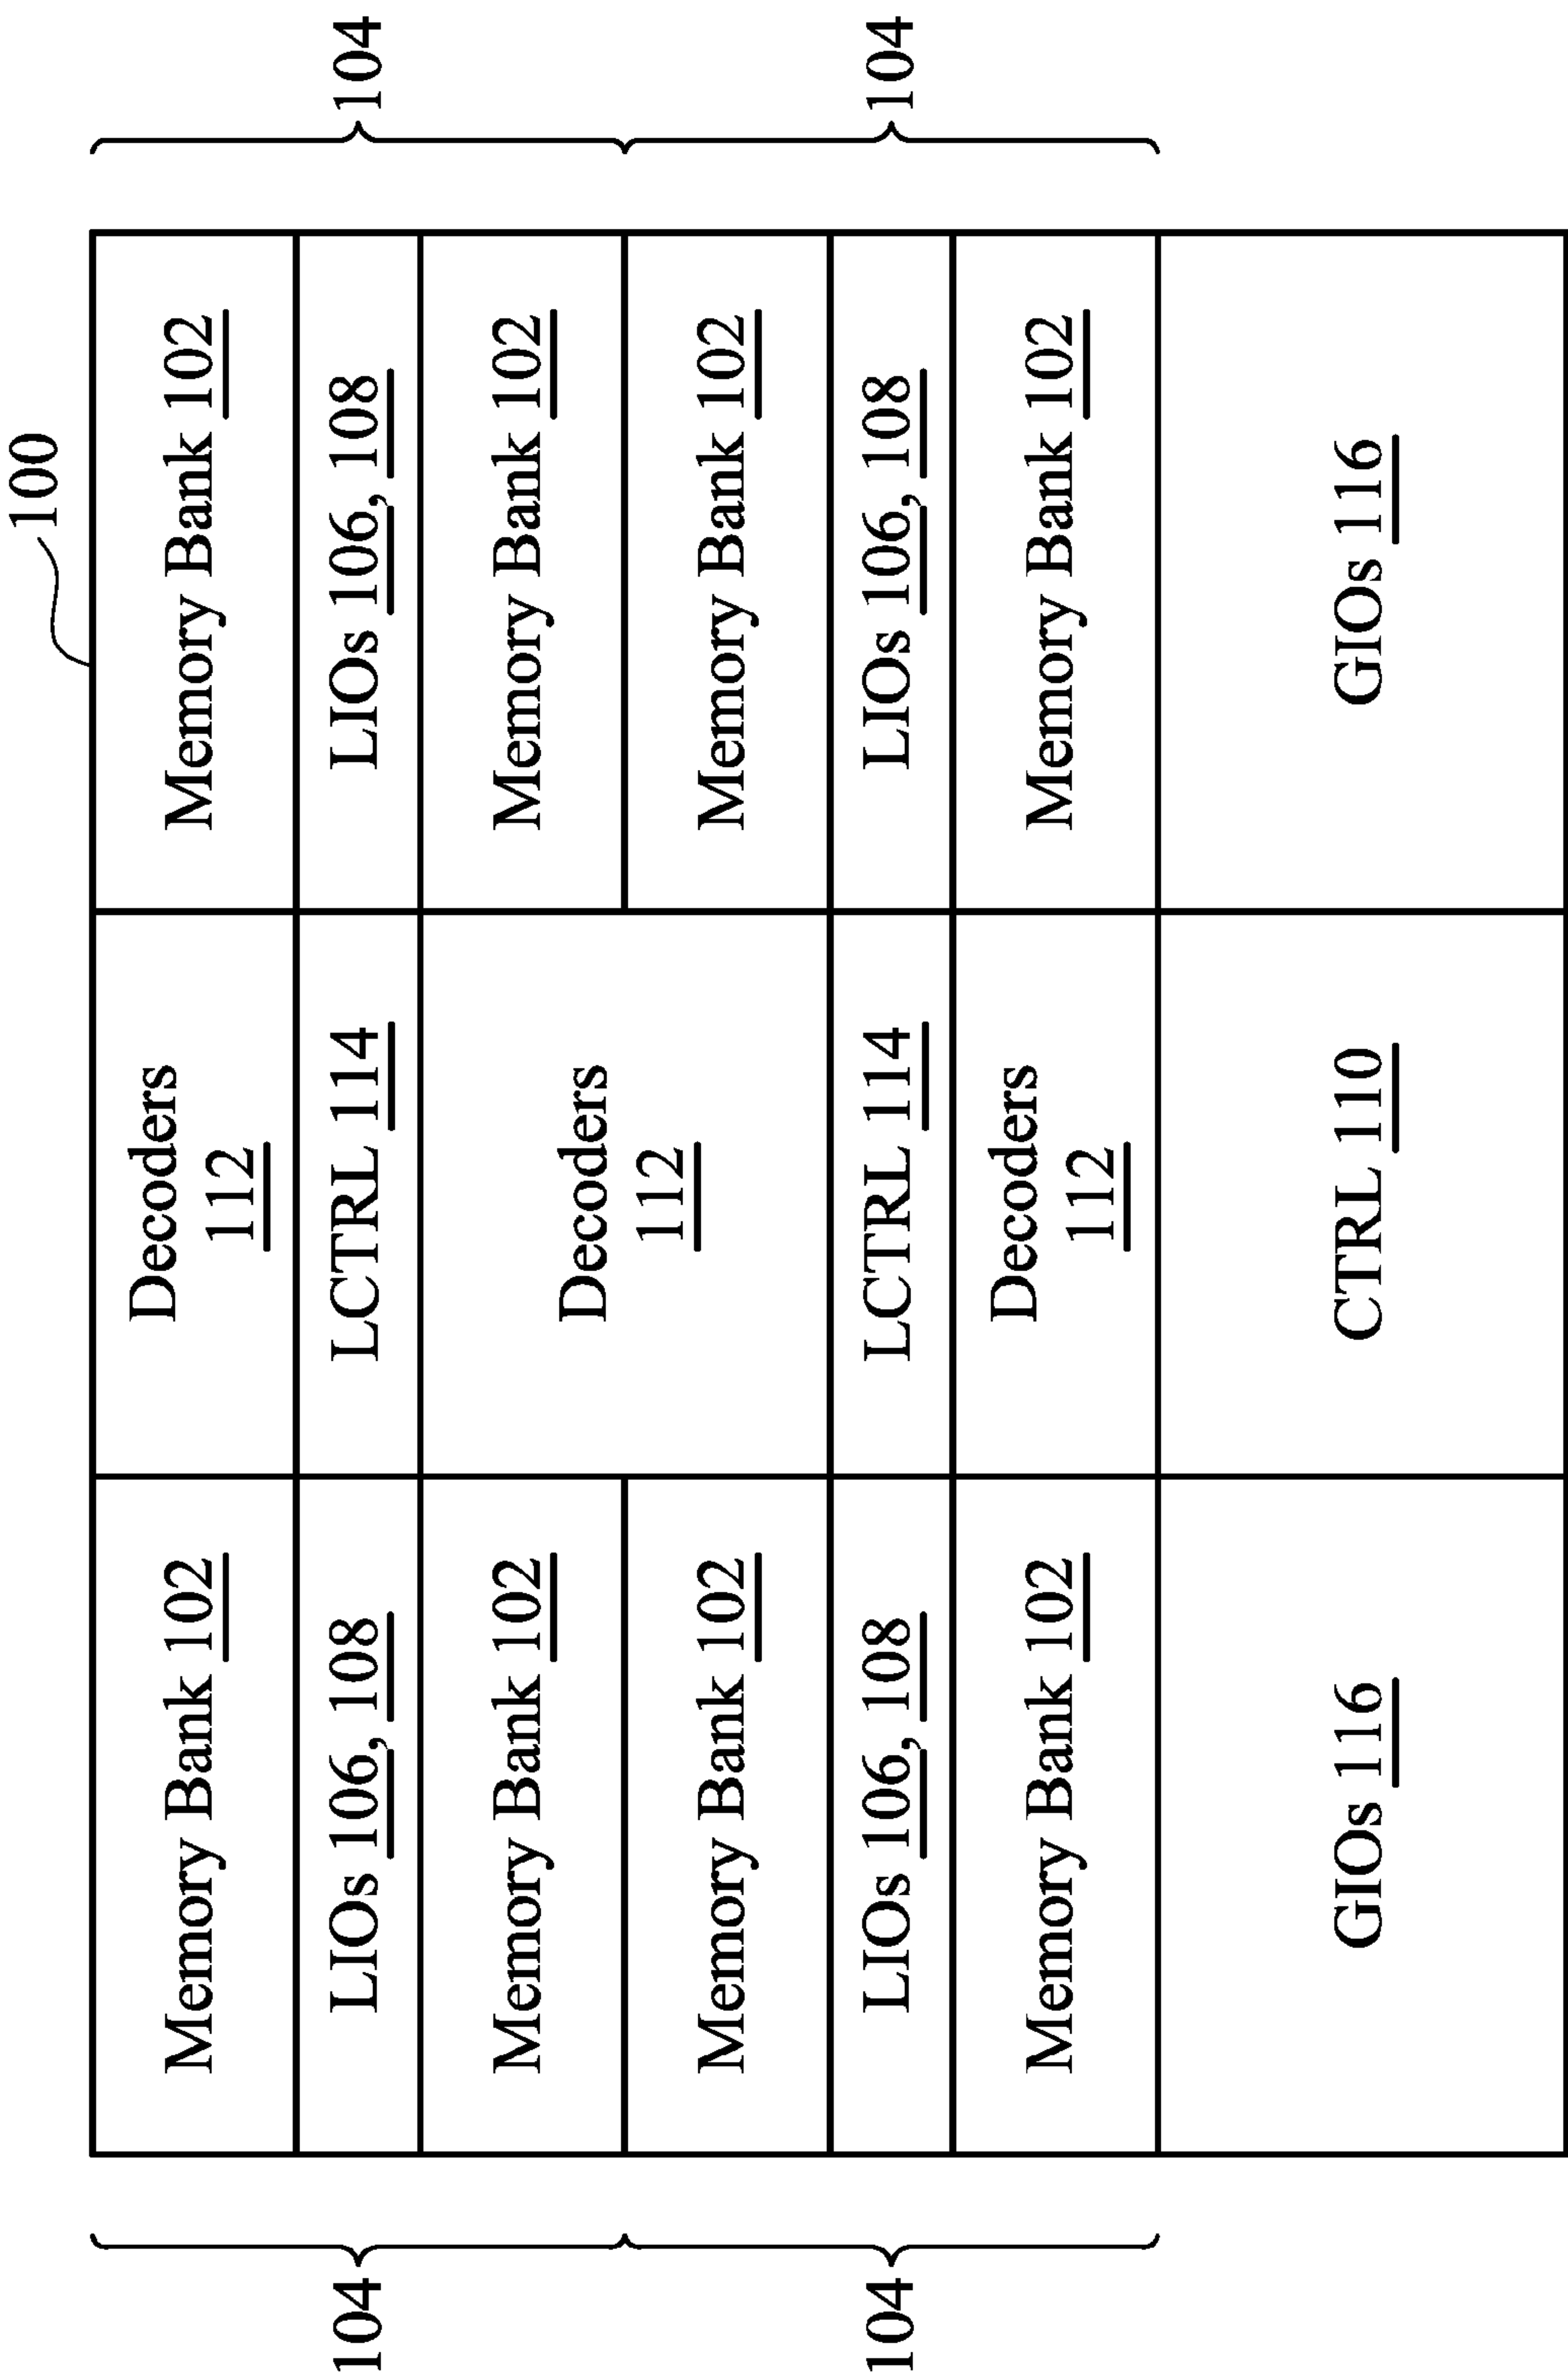 100
Memory Bank 102
Decoders
112
Memory Bank 102
104
LIOs 106, 108
LCTRL 114
LIOs 106, 108
104
Memory Bank 102
Decoders
112
Memory Bank 102
Memory Bank 102
Memory Bank 102
104
LIOs 106, 108
LCTRL 114
LIOs 106, 108
104
Memory Bank 102
Decoders
112
Memory Bank 102
GIOs 116
CTRL 110
GIOs 116